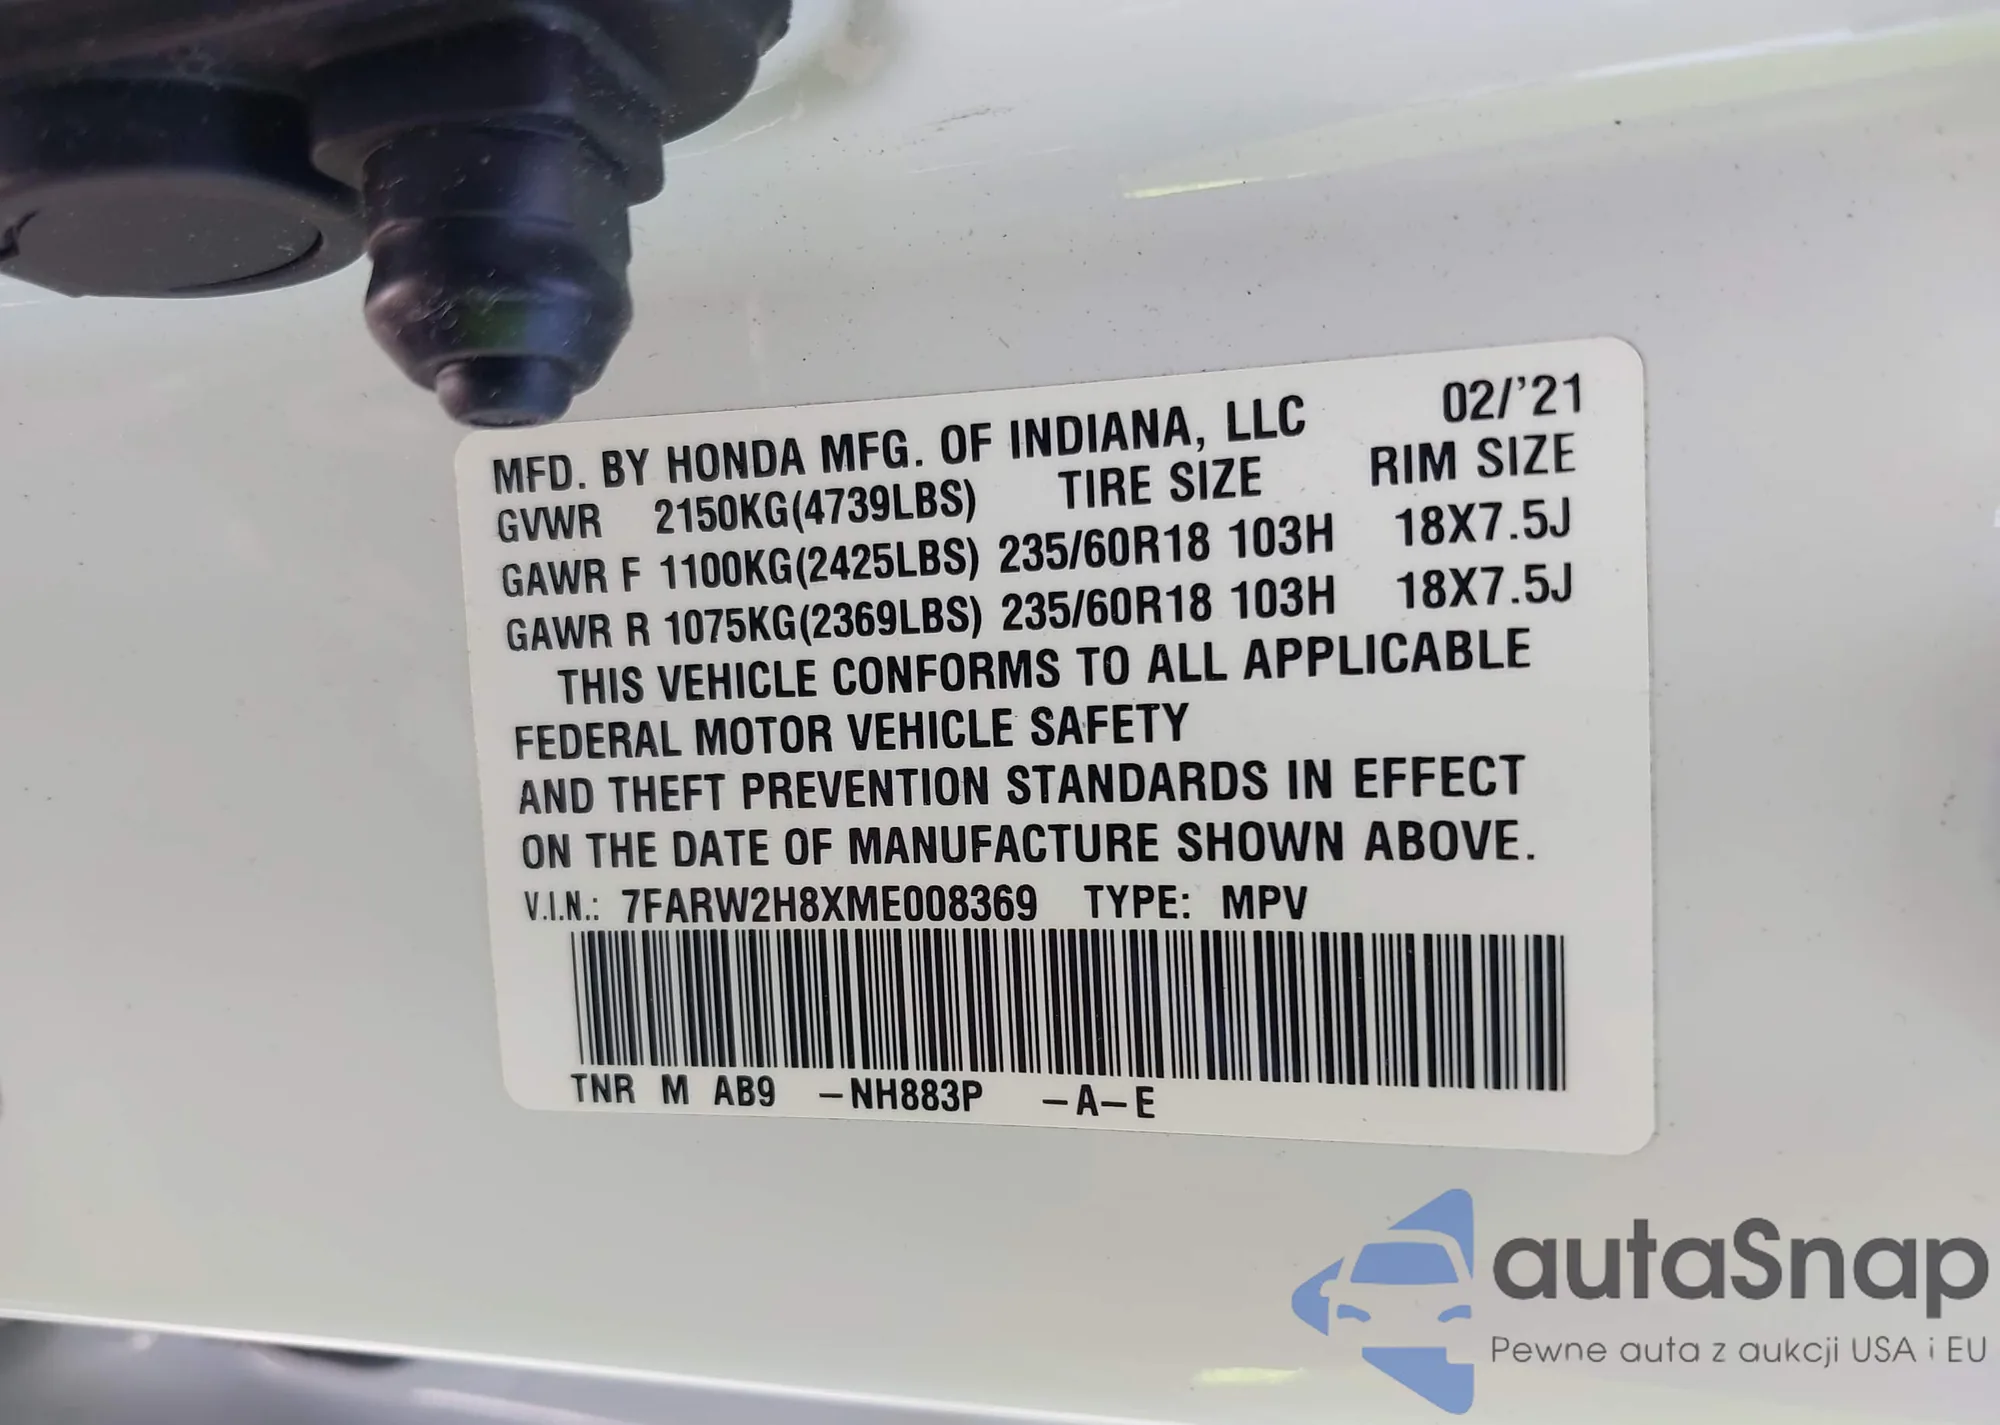 MFD. BY HONDA MFG. OF INDIANA, LLC 02/'21
GVWR 2150KG(4739LBS) TIRE SIZE RIM SIZE
GAWR F 1100KG(2425LBS) 235/60R18 103H 18X7.5J
GAWR R 1075KG(2369LBS) 235/60R18 103H 18X7.5J
THIS VEHICLE CONFORMS TO ALL APPLICABLE
FEDERAL MOTOR VEHICLE SAFETY
AND THEFT PREVENTION STANDARDS IN EFFECT
ON THE DATE OF MANUFACTURE SHOWN ABOVE.
V.I.N.: 7FARW2H8XME008369 TYPE: MPV
TNR M AB9 –NH883P –A–E
autaSnap
Pewne auta z aukcji USA i EU